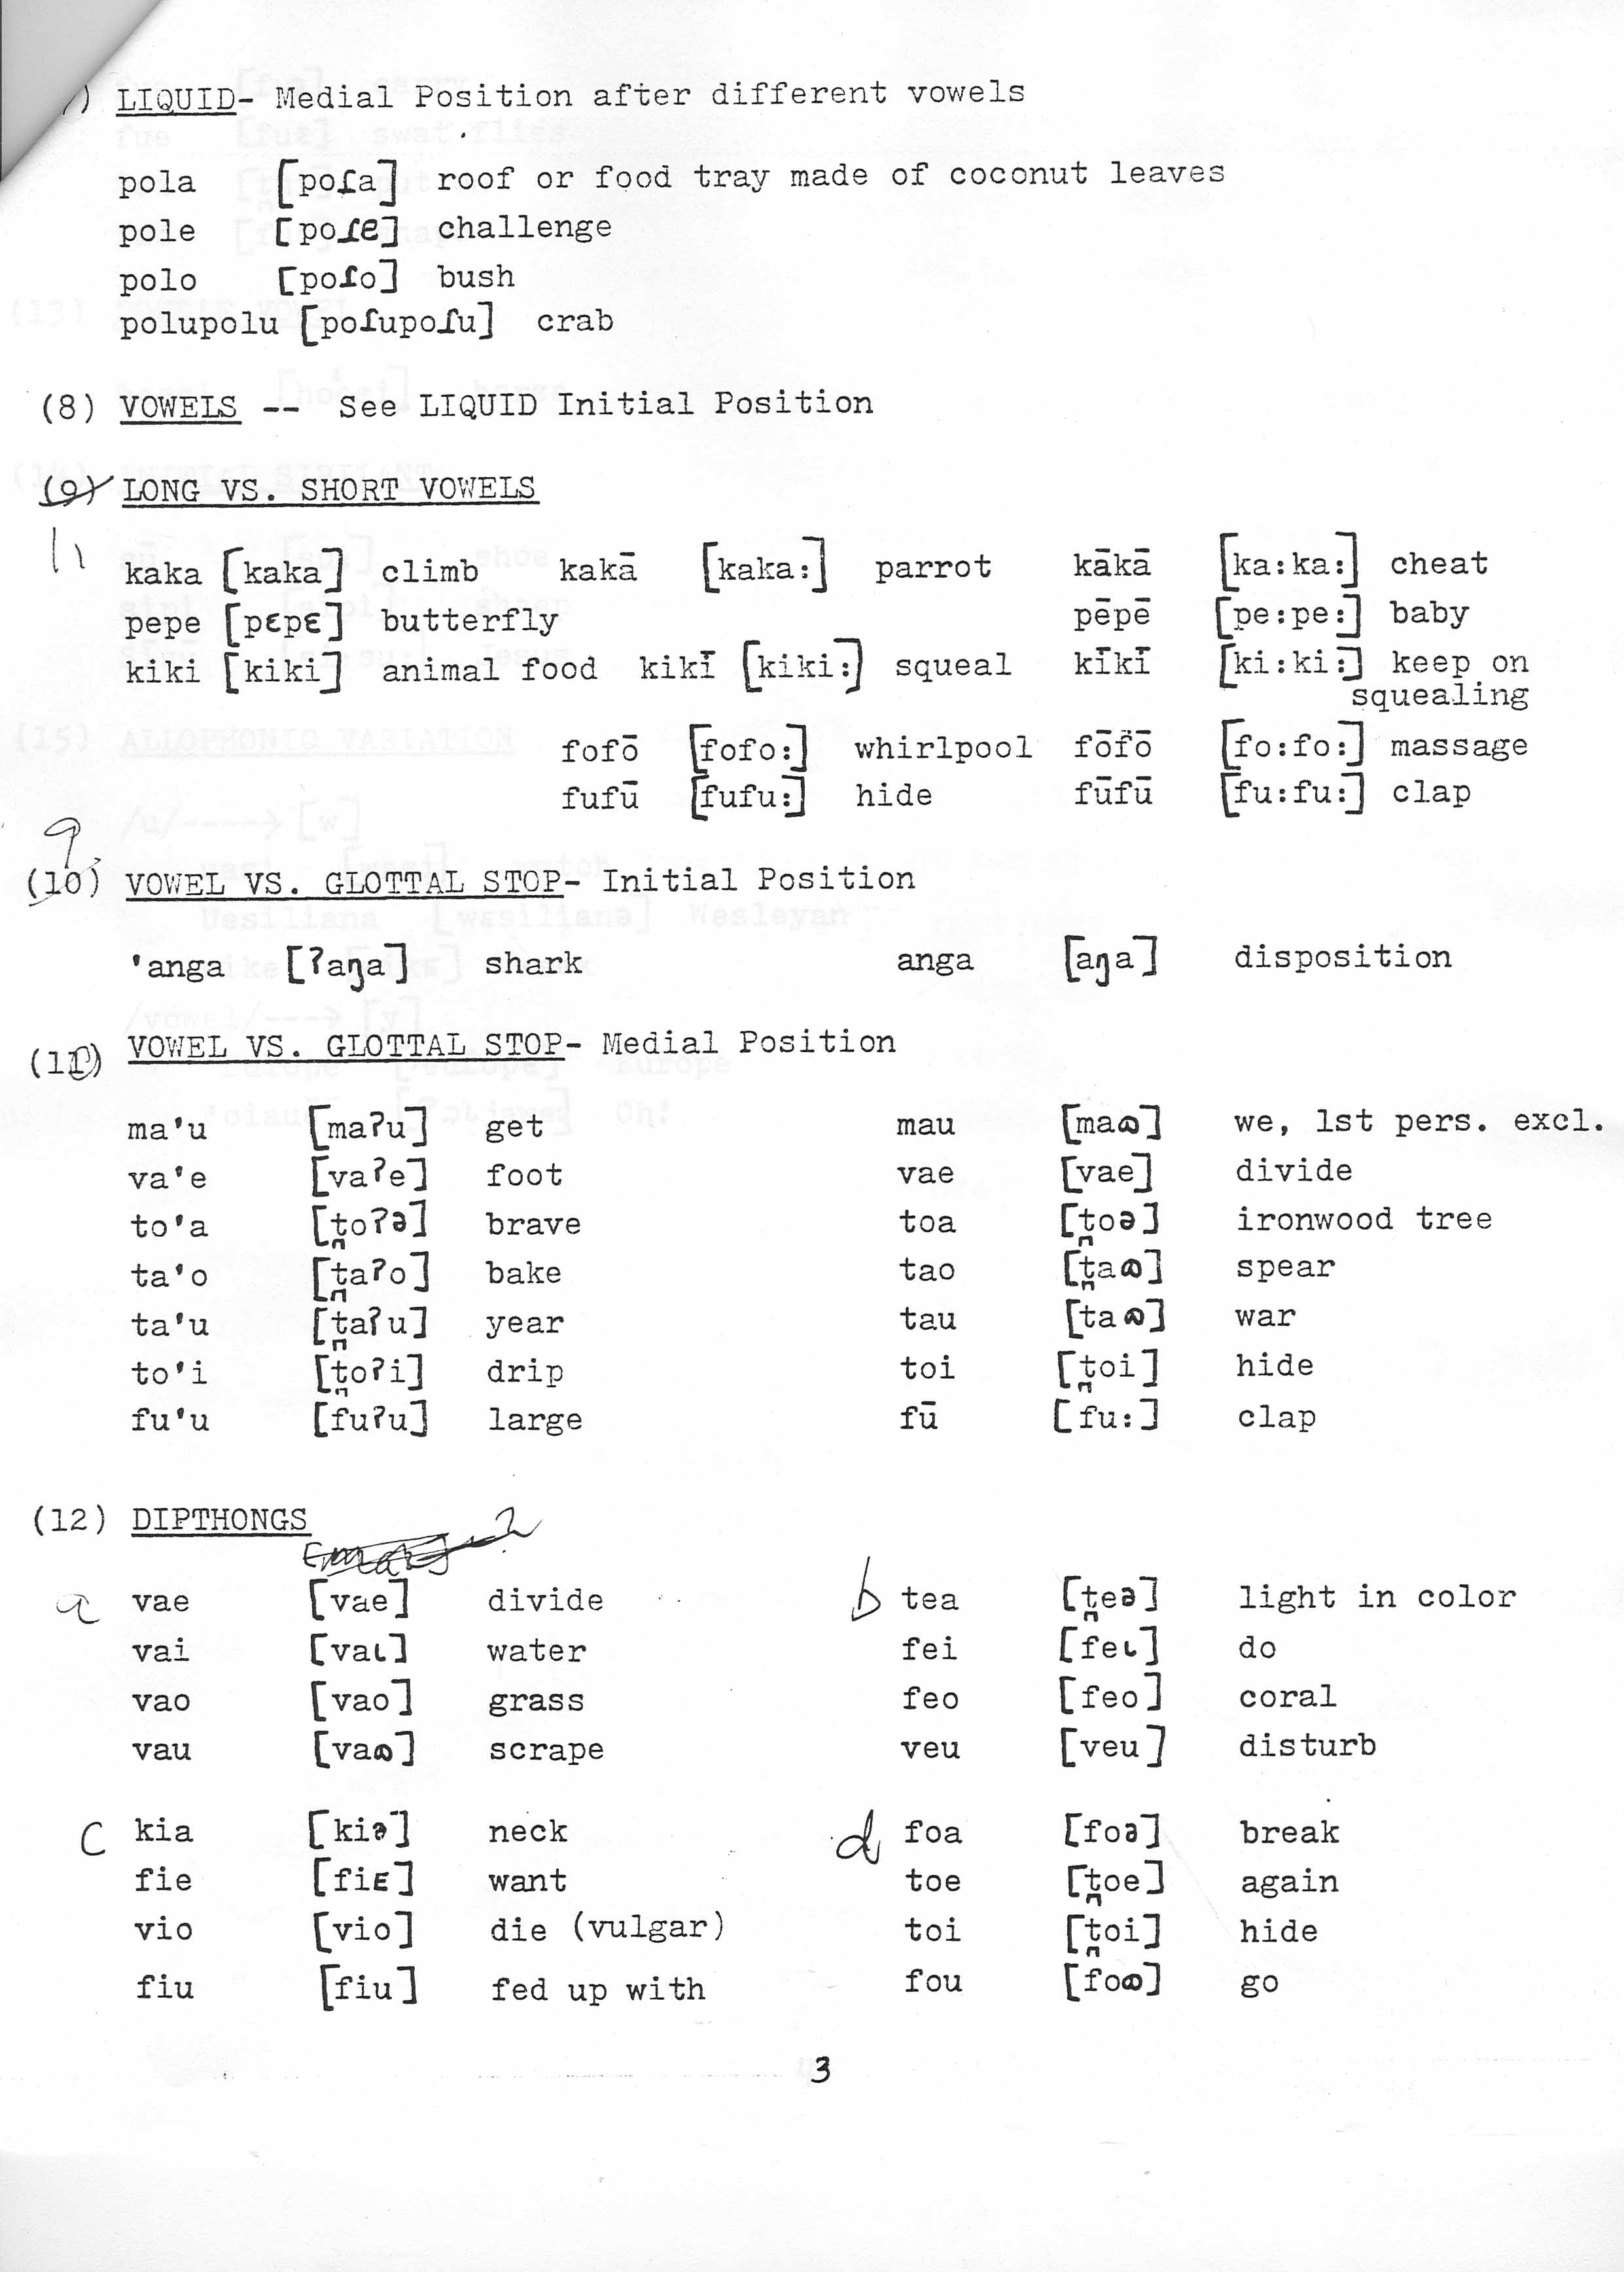 ) LIQUID- Medial Position after different vowels
pola [poɾa] roof or food tray made of coconut leaves
pole [poɾe] challenge
polo [poɾo] bush
polupolu [poɾupoɾu] crab
(8) VOWELS -- See LIQUID Initial Position
(9) LONG VS. SHORT VOWELS
11
kaka [kaka] climb kakā [kaka:] parrot kākā [ka:ka:] cheat
pepe [pɛpɛ] butterfly pēpē [pe:pe:] baby
kiki [kiki] animal food kikī [kiki:] squeal kīkī [ki:ki:] keep on
squealing
fofō [fofo:] whirlpool fōfō [fo:fo:] massage
fufū [fufu:] hide fūfū [fu:fu:] clap
9
(10) VOWEL VS. GLOTTAL STOP- Initial Position
'anga [ʔaŋa] shark anga [aŋa] disposition
(10) VOWEL VS. GLOTTAL STOP- Medial Position
ma'u [maʔu] get mau [maɷ] we, 1st pers. excl.
va'e [vaʔe] foot vae [vae] divide
to'a [t̪oʔə] brave toa [t̪oə] ironwood tree
ta'o [t̪aʔo] bake tao [t̪aɷ] spear
ta'u [t̪aʔu] year tau [taɷ] war
to'i [t̪oʔi] drip toi [t̪oi] hide
fu'u [fuʔu] large fū [fu:] clap
(12) DIPTHONGS
a vae [vae] divide b tea [t̪eə] light in color
vai [vaɩ] water fei [feɩ] do
vao [vao] grass feo [feo] coral
vau [vaɷ] scrape veu [veu] disturb
c kia [kiə] neck d foa [foə] break
fie [fiɛ] want toe [t̪oe] again
vio [vio] die (vulgar) toi [t̪oi] hide
fiu [fiu] fed up with fou [foɷ] go
3